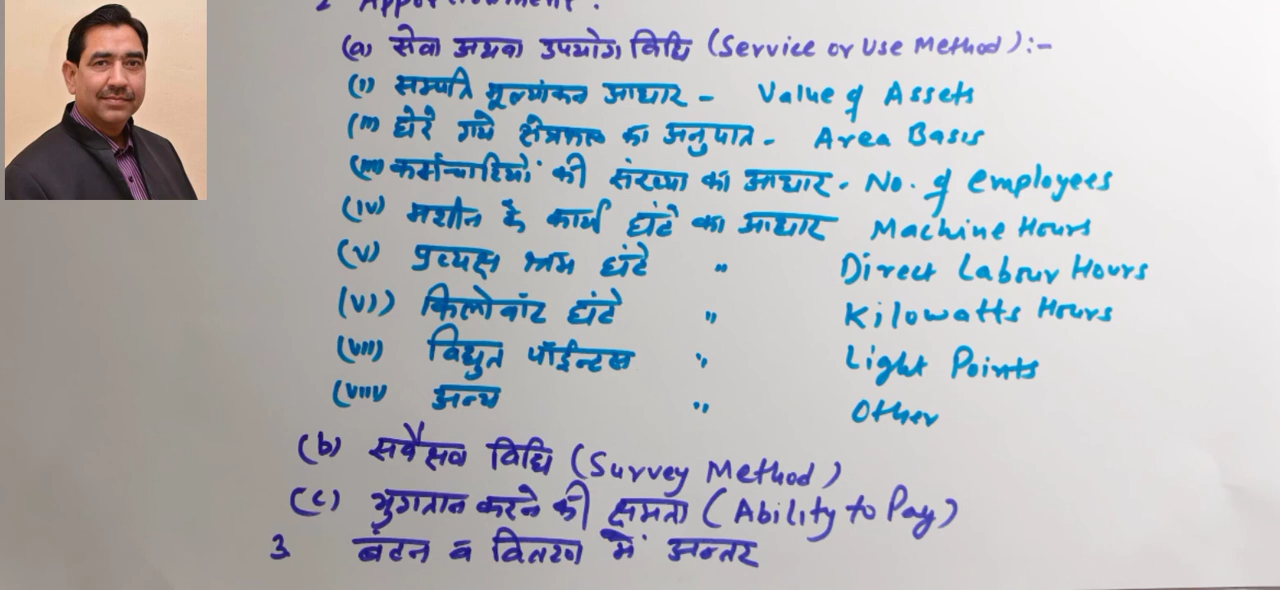 2 Apportionment :
(a) सेवा अथवा उपयोग विधि (Service or Use Method) :-
(i) सम्पत्ति मूल्यांकन आधार - Value of Assets
(ii) घेरे गये क्षेत्रफल का अनुपात - Area Basis
(iii) कर्मचारियों की संख्या का आधार - No. of employees
(iv) मशीन के कार्य घंटे का आधार Machine Hours
(v) प्रत्यक्ष श्रम घंटे " Direct Labour Hours
(vi) किलोवॉट घंटे " Kilowatts Hours
(vii) विद्युत पॉईन्टस " Light Points
(viii) अन्य " Other
(b) सर्वेक्षण विधि (Survey Method)
(c) भुगतान करने की क्षमता (Ability to Pay)
3 बंटन व वितरण में अन्तर